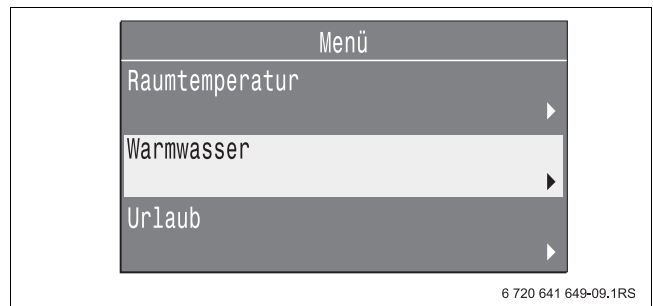 Menü
Raumtemperatur
Warmwasser
Urlaub
6 720 641 649-09.1RS